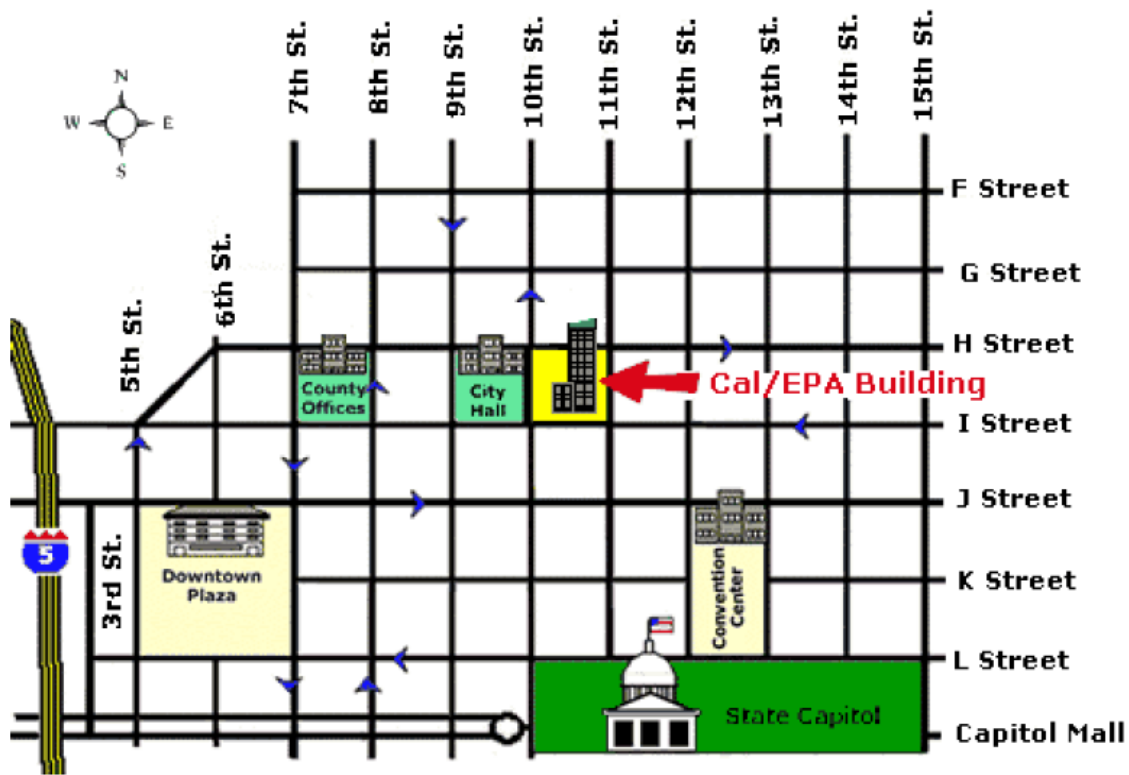 7th St.
8th St.
9th St.
10th St.
11th St.
12th St.
13th St.
14th St.
15th St.
N
W
E
S
F Street
6th St.
G Street
5th St.
H Street
County
Offices
City
Hall
Cal/EPA Building
I Street
J Street
5
3rd St.
Downtown
Plaza
Convention
Center
K Street
L Street
State Capitol
Capitol Mall